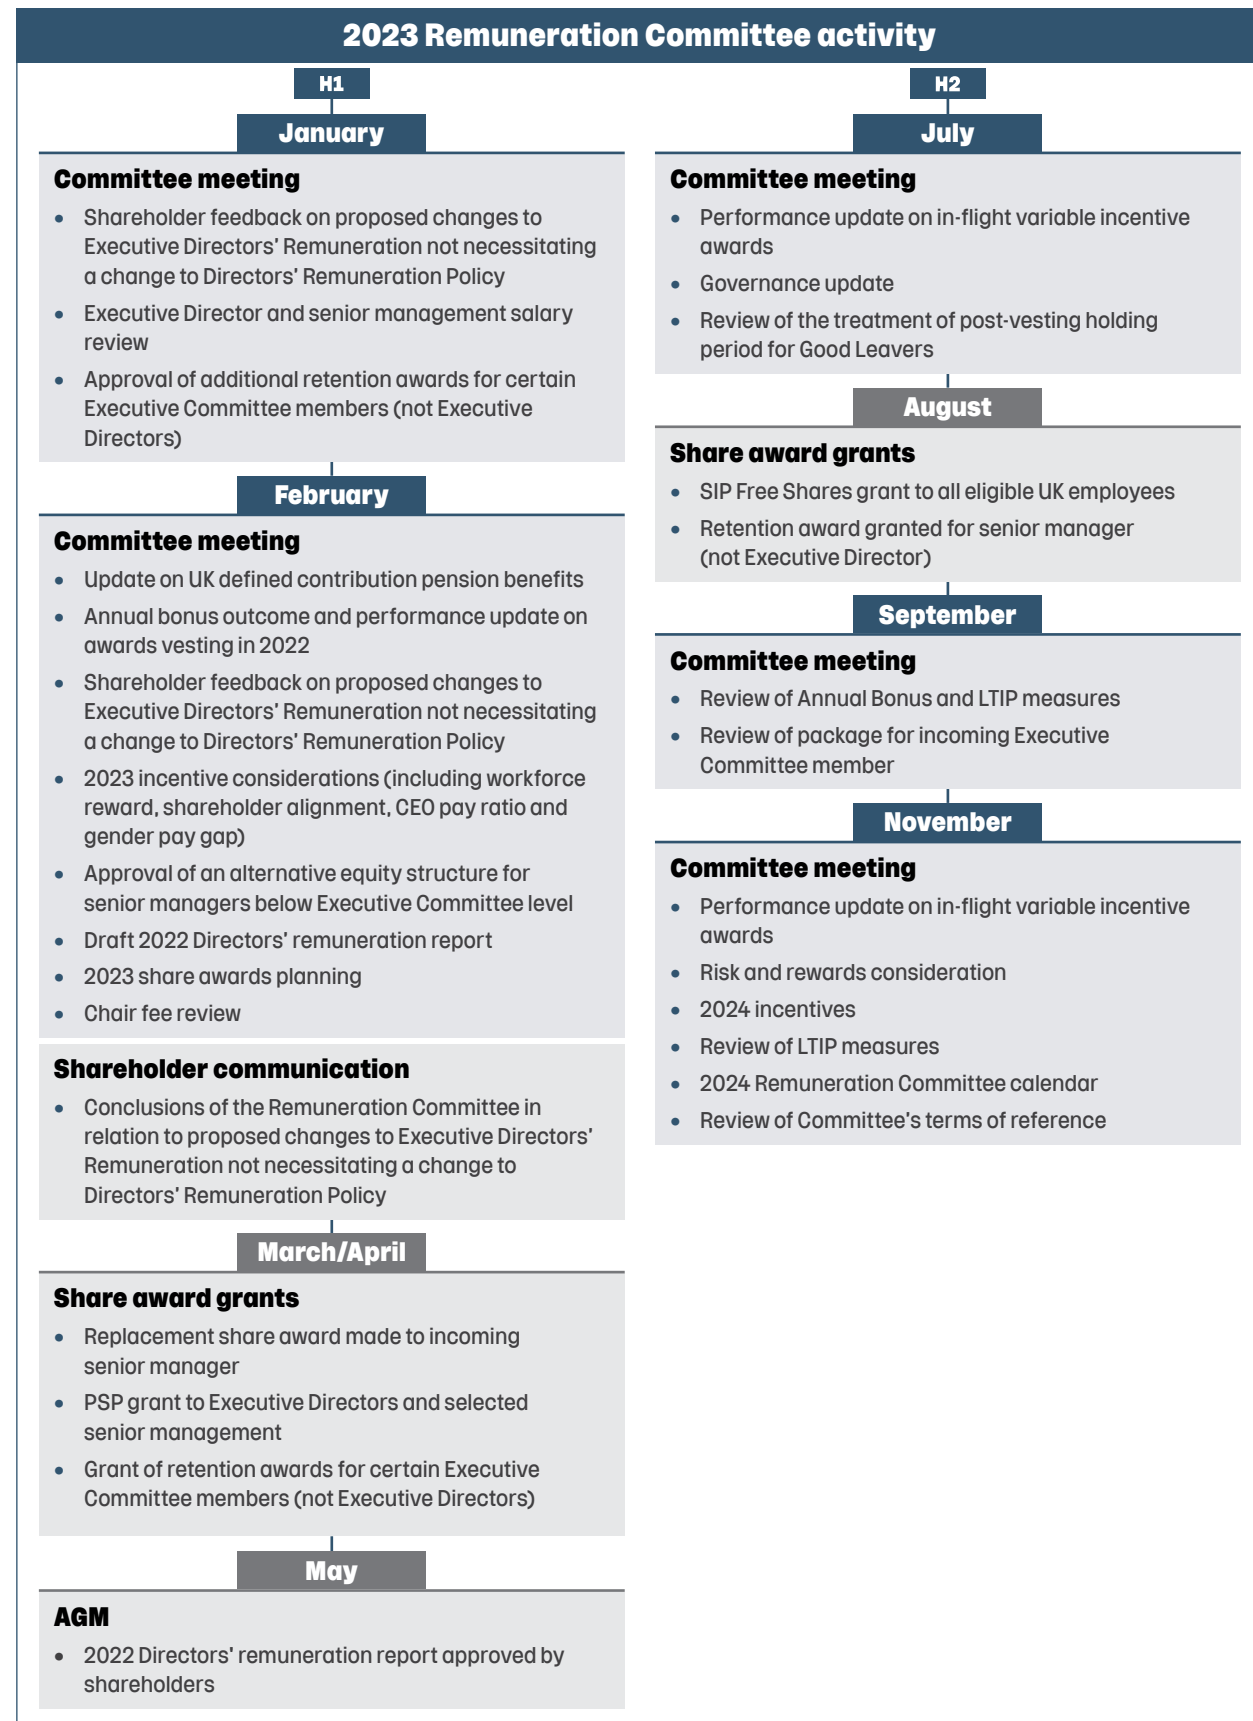 2023 Remuneration Committee activity
H1
January
Committee meeting
• Shareholder feedback on proposed changes to
Executive Directors' Remuneration not necessitating
a change to Directors' Remuneration Policy
• Executive Director and senior management salary
review
• Approval of additional retention awards for certain
Executive Committee members (not Executive
Directors)
February
Committee meeting
• Update on UK defined contribution pension benefits
• Annual bonus outcome and performance update on
awards vesting in 2022
• Shareholder feedback on proposed changes to
Executive Directors' Remuneration not necessitating
a change to Directors' Remuneration Policy
• 2023 incentive considerations (including workforce
reward, shareholder alignment, CEO pay ratio and
gender pay gap)
• Approval of an alternative equity structure for
senior managers below Executive Committee level
• Draft 2022 Directors' remuneration report
• 2023 share awards planning
• Chair fee review
Shareholder communication
• Conclusions of the Remuneration Committee in
relation to proposed changes to Executive Directors'
Remuneration not necessitating a change to
Directors' Remuneration Policy
March/April
Share award grants
• Replacement share award made to incoming
senior manager
• PSP grant to Executive Directors and selected
senior management
• Grant of retention awards for certain Executive
Committee members (not Executive Directors)
May
AGM
• 2022 Directors' remuneration report approved by
shareholders
H2
July
Committee meeting
• Performance update on in-flight variable incentive
awards
• Governance update
• Review of the treatment of post-vesting holding
period for Good Leavers
August
Share award grants
• SIP Free Shares grant to all eligible UK employees
• Retention award granted for senior manager
(not Executive Director)
September
Committee meeting
• Review of Annual Bonus and LTIP measures
• Review of package for incoming Executive
Committee member
November
Committee meeting
• Performance update on in-flight variable incentive
awards
• Risk and rewards consideration
• 2024 incentives
• Review of LTIP measures
• 2024 Remuneration Committee calendar
• Review of Committee's terms of reference